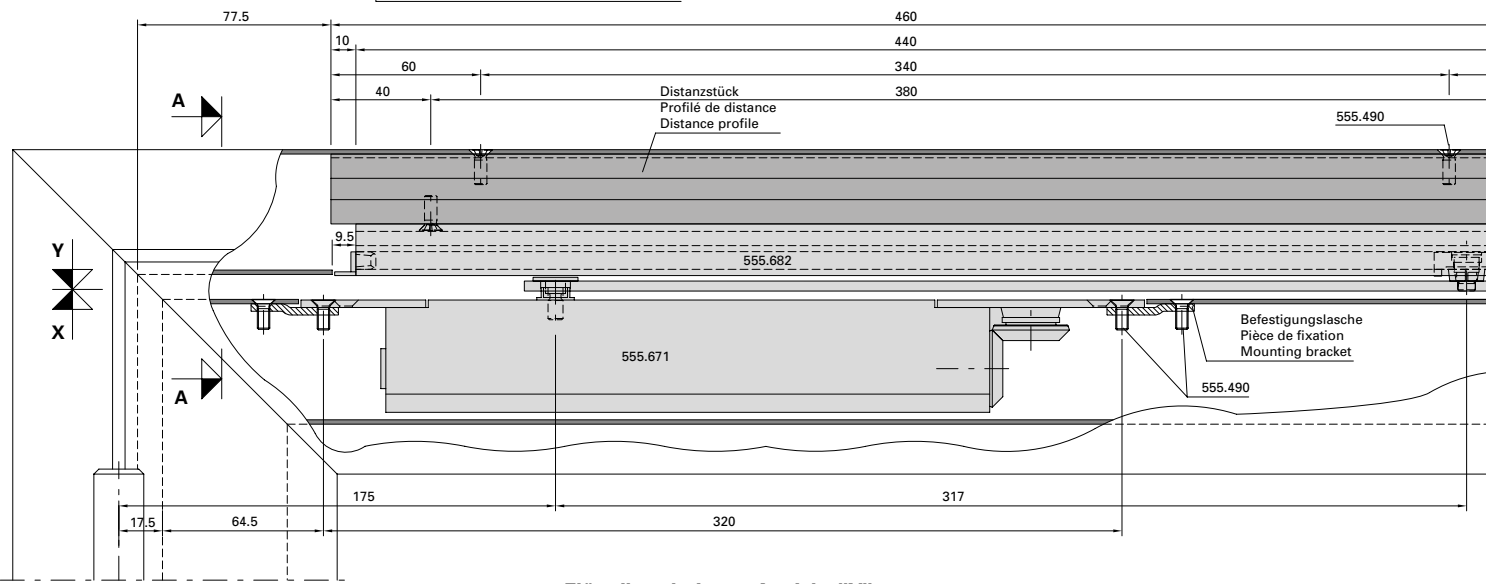 77.5
460
10
440
60
340
40
380
A
Distanzstück
Profilé de distance
Distance profile
555.490
Y
9.5
555.682
X
Befestigungslasche
Pièce de fixation
Mounting bracket
555.671
A
555.490
175
317
17.5
64.5
320